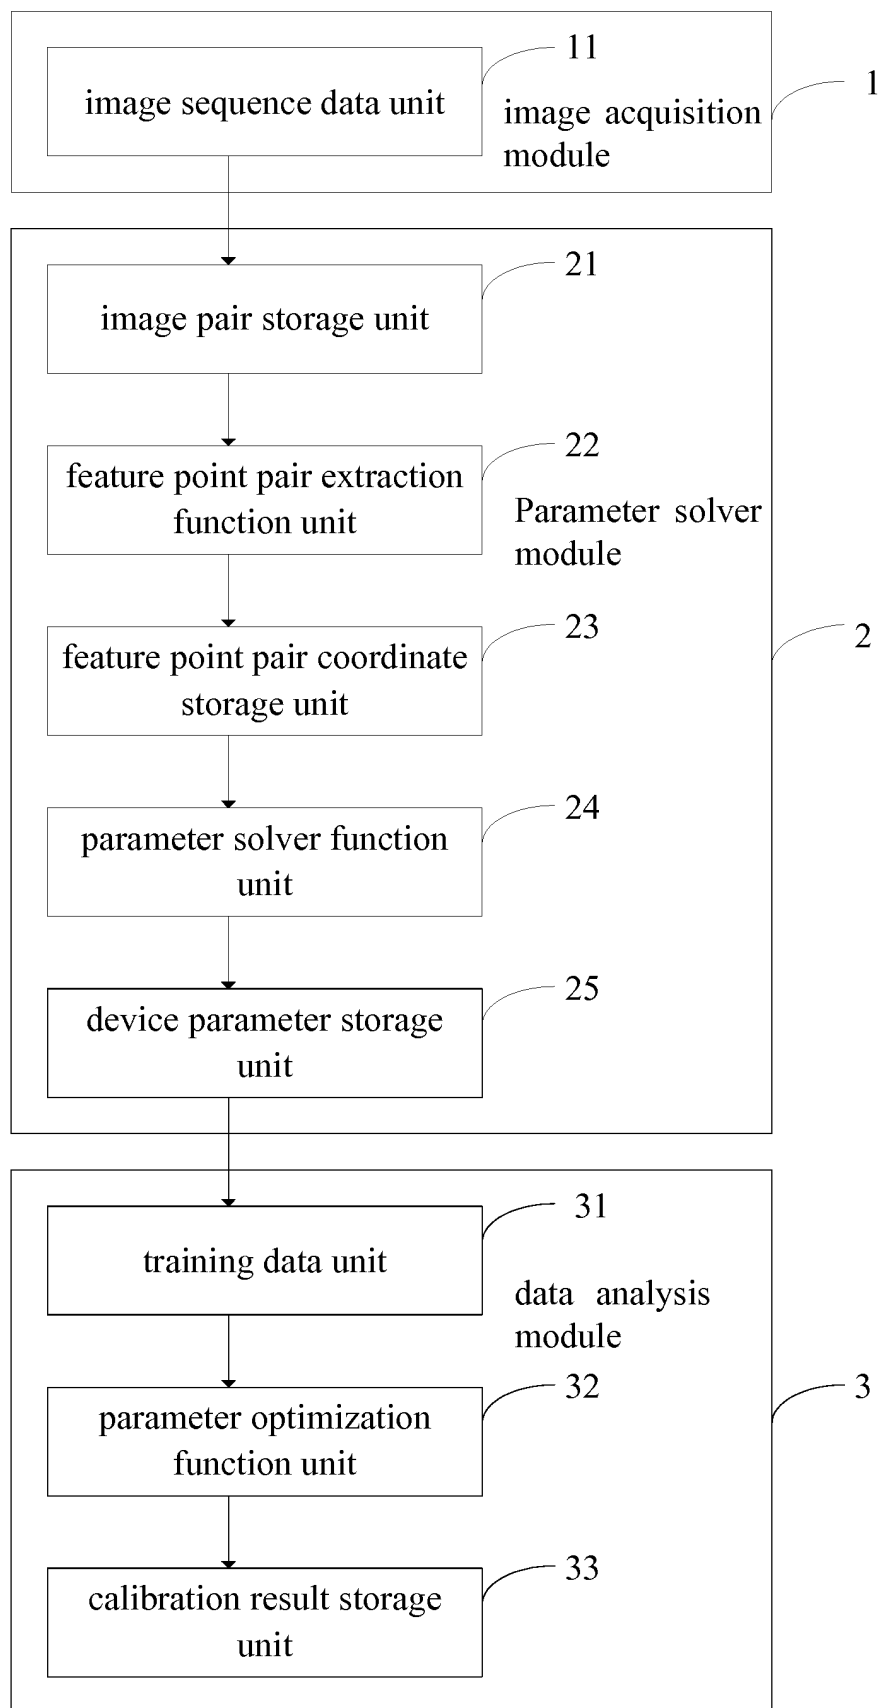 11
image sequence data unit
1
image acquisition
module
21
image pair storage unit
22
feature point pair extraction
function unit
Parameter solver
module
23
2
feature point pair coordinate
storage unit
24
parameter solver function
unit
25
device parameter storage
unit
31
training data unit
data analysis
module
32
3
parameter optimization
function unit
33
calibration result storage
unit